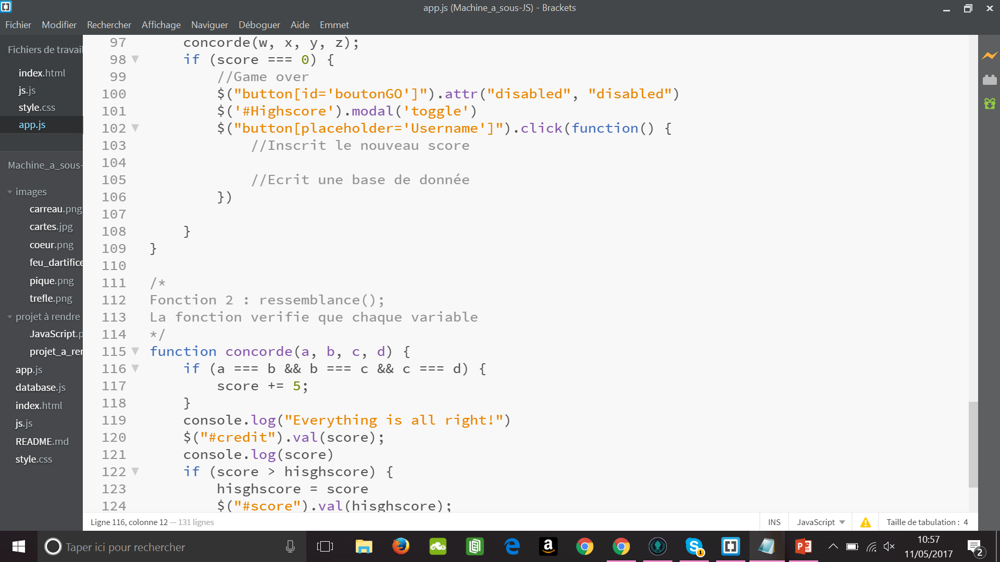 app.js (Machine_a_sous-JS) - Brackets
Fichier Modifier Rechercher Affichage Naviguer Déboguer Aide Emmet
Fichiers de travail
index.html
js.js
style.css
app.js
Machine_a_sous-
images
carreau.png
cartes.jpg
coeur.png
feu_dartifice
pique.png
trefle.png
projet à rendre
JavaScript.p
projet_a_rer
app.js
database.js
index.html
js.js
README.md
style.css
97 concorde(w, x, y, z);
98 if (score === 0) {
99 //Game over
100 $("button[id='boutonGO']").attr("disabled", "disabled")
101 $('#Highscore').modal('toggle')
102 $("button[placeholder='Username']").click(function() {
103 //Inscrit le nouveau score
104
105 //Ecrit une base de donnée
106 })
107
108 }
109 }
110
111 /*
112 Fonction 2 : ressemblance();
113 La fonction verifie que chaque variable
114 */
115 function concorde(a, b, c, d) {
116 if (a === b && b === c && c === d) {
117 score += 5;
118 }
119 console.log("Everything is all right!")
120 $("#credit").val(score);
121 console.log(score)
122 if (score > hisghscore) {
123 hisghscore = score
124 $("#score").val(hisghscore);
Ligne 116, colonne 12 — 131 lignes
INS JavaScript Taille de tabulation : 4
Taper ici pour rechercher
10:57
11/05/2017
2